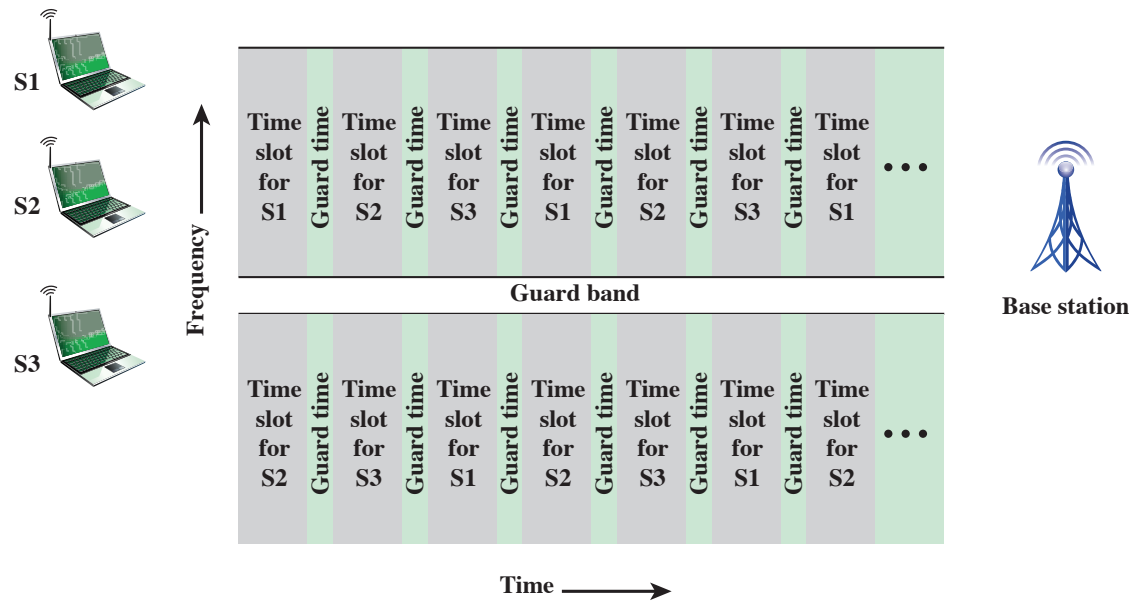 S1
S2
S3
Frequency
Time
slot
for
S1
Guard time
Time
slot
for
S2
Guard time
Time
slot
for
S3
Guard time
Time
slot
for
S1
Guard time
Time
slot
for
S2
Guard time
Time
slot
for
S3
Guard time
Time
slot
for
S1
•••
Guard band
Time
slot
for
S2
Guard time
Time
slot
for
S3
Guard time
Time
slot
for
S1
Guard time
Time
slot
for
S2
Guard time
Time
slot
for
S3
Guard time
Time
slot
for
S1
Guard time
Time
slot
for
S2
•••
Time
Base station